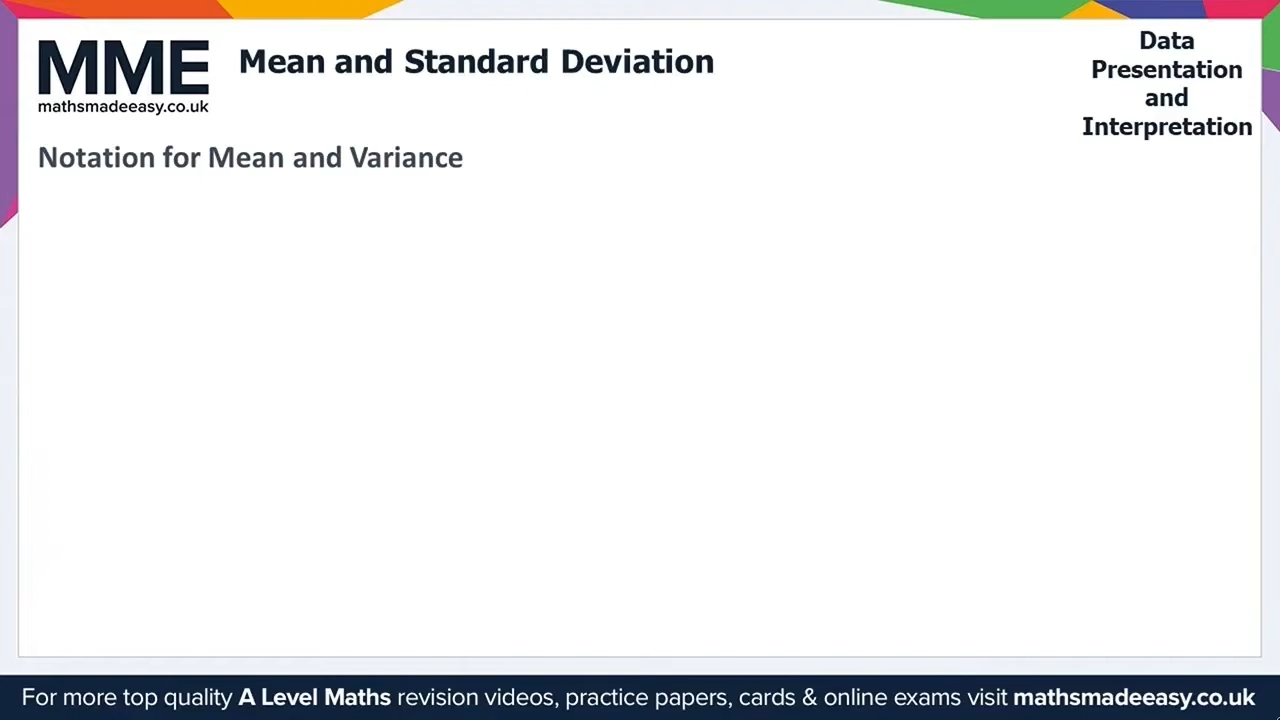 MME
mathsmadeeasy.co.uk
Mean and Standard Deviation
Data
Presentation
and
Interpretation
Notation for Mean and Variance
For more top quality A Level Maths revision videos, practice papers, cards & online exams visit mathsmadeeasy.co.uk